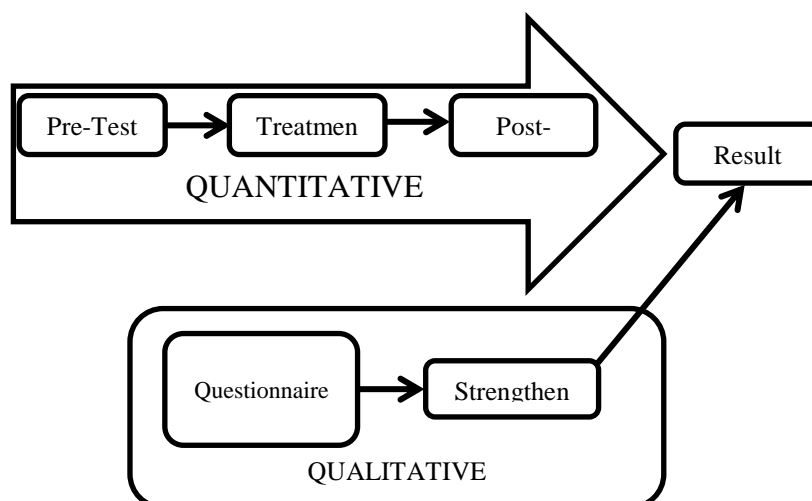 Pre-Test
Treatmen
Post-
Result
QUANTITATIVE
Questionnaire
Strengthen
QUALITATIVE